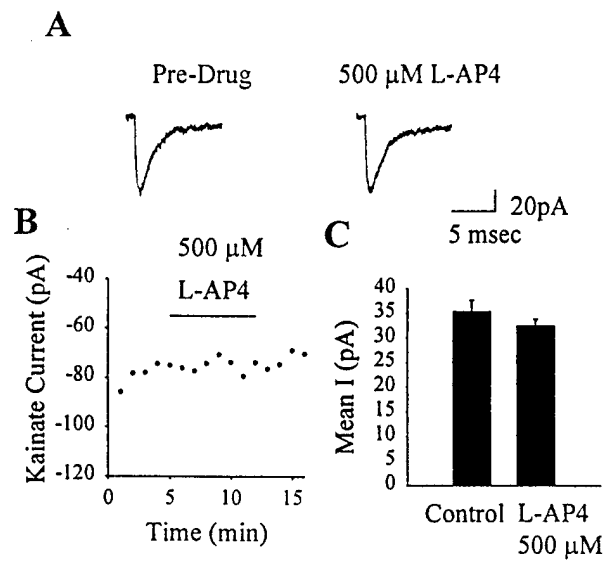 A
Pre-Drug
500 µM L-AP4
20pA
5 msec
B
500 µM
L-AP4
Kainate Current (pA)
-40
-60
-80
-100
-120
0
5
10
15
Time (min)
C
Mean I (pA)
40
35
30
25
20
15
10
5
0
Control
L-AP4
500 µM